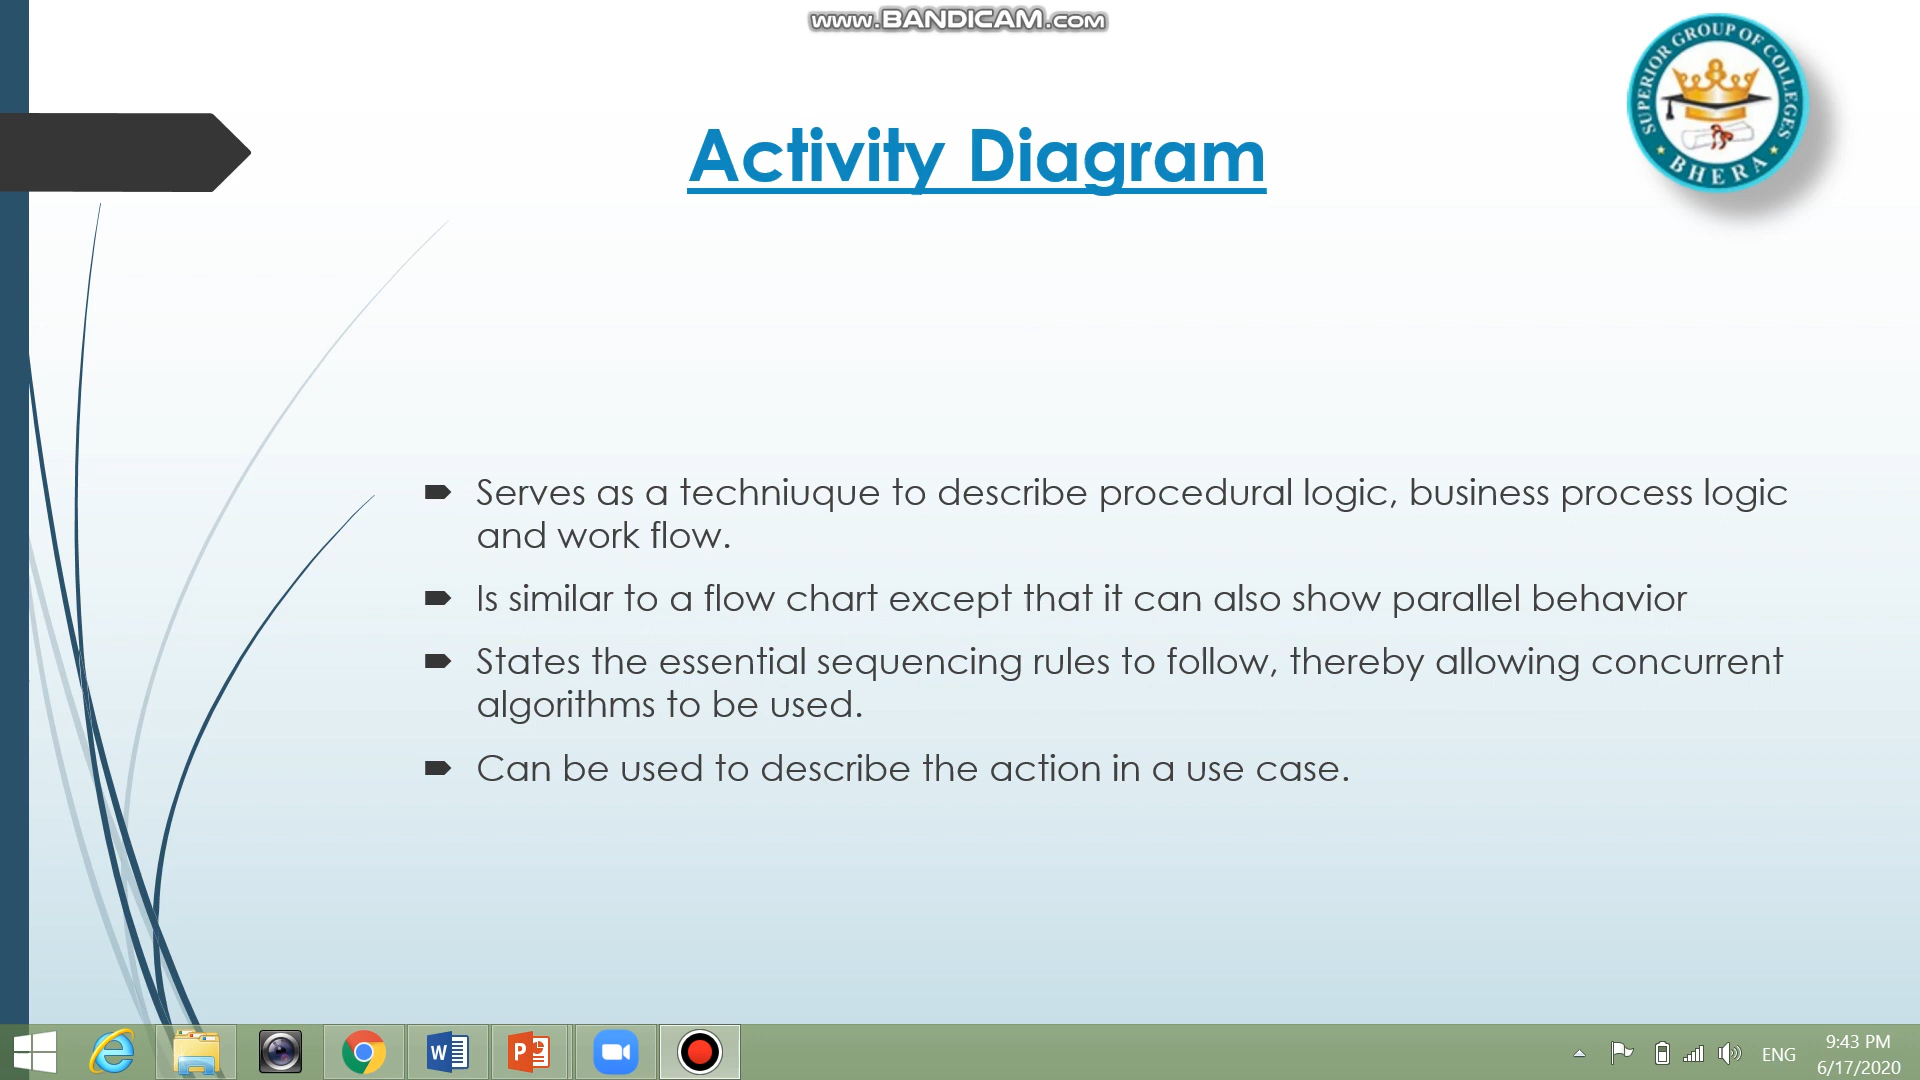 www.BANDICAM.com
SUPERIOR GROUP OF COLLEGES
BHERA
Activity Diagram
Serves as a techniuque to describe procedural logic, business process logic
and work flow.
Is similar to a flow chart except that it can also show parallel behavior
States the essential sequencing rules to follow, thereby allowing concurrent
algorithms to be used.
Can be used to describe the action in a use case.
ENG
9:43 PM
6/17/2020